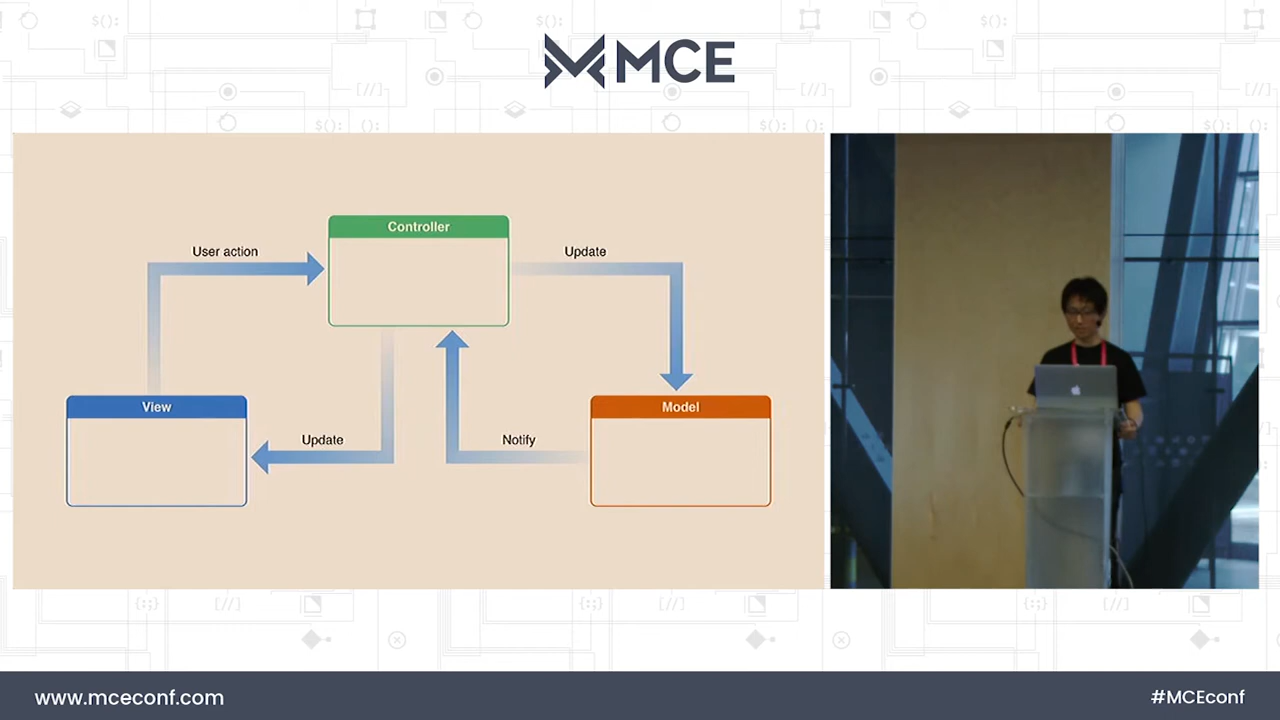 MCE
Controller
User action
Update
View
Model
Update
Notify
www.mceconf.com
#MCEconf